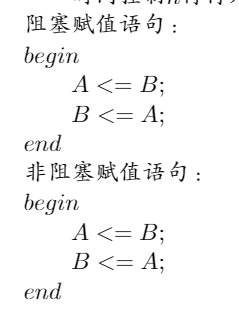 阻塞赋值语句：
begin
A <= B;
B <= A;
end
非阻塞赋值语句：
begin
A <= B;
B <= A;
end